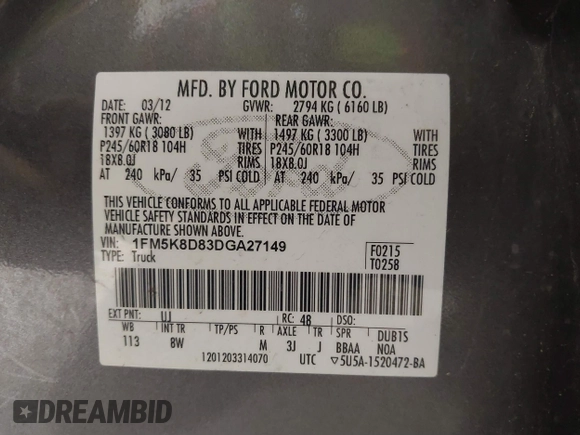 MFD. BY FORD MOTOR CO.
DATE: 03/12 GVWR: 2794 KG ( 6160 LB)
FRONT GAWR: REAR GAWR:
1397 KG ( 3080 LB) WITH 1497 KG ( 3300 LB) WITH
P245/60R18 104H TIRES P245/60R18 104H TIRES
18X8.0J RIMS 18X8.0J RIMS
AT 240 kPa/ 35 PSI COLD AT 240 kPa/ 35 PSI COLD
THIS VEHICLE CONFORMS TO ALL APPLICABLE FEDERAL MOTOR
VEHICLE SAFETY STANDARDS IN EFFECT ON THE DATE OF
MANUFACTURE SHOWN ABOVE.
VIN: 1FM5K8D83DGA27149 F0215
TYPE: Truck T0258
EXT PNT: UJ RC: 48 DSO:
WB INT TR TP/PS R AXLE TR SPR DUB1S
113 8W M 3J J BBAA NOA
1201203314070 UTC ▽5U5A-1520472-BA
Ford
DREAMBID